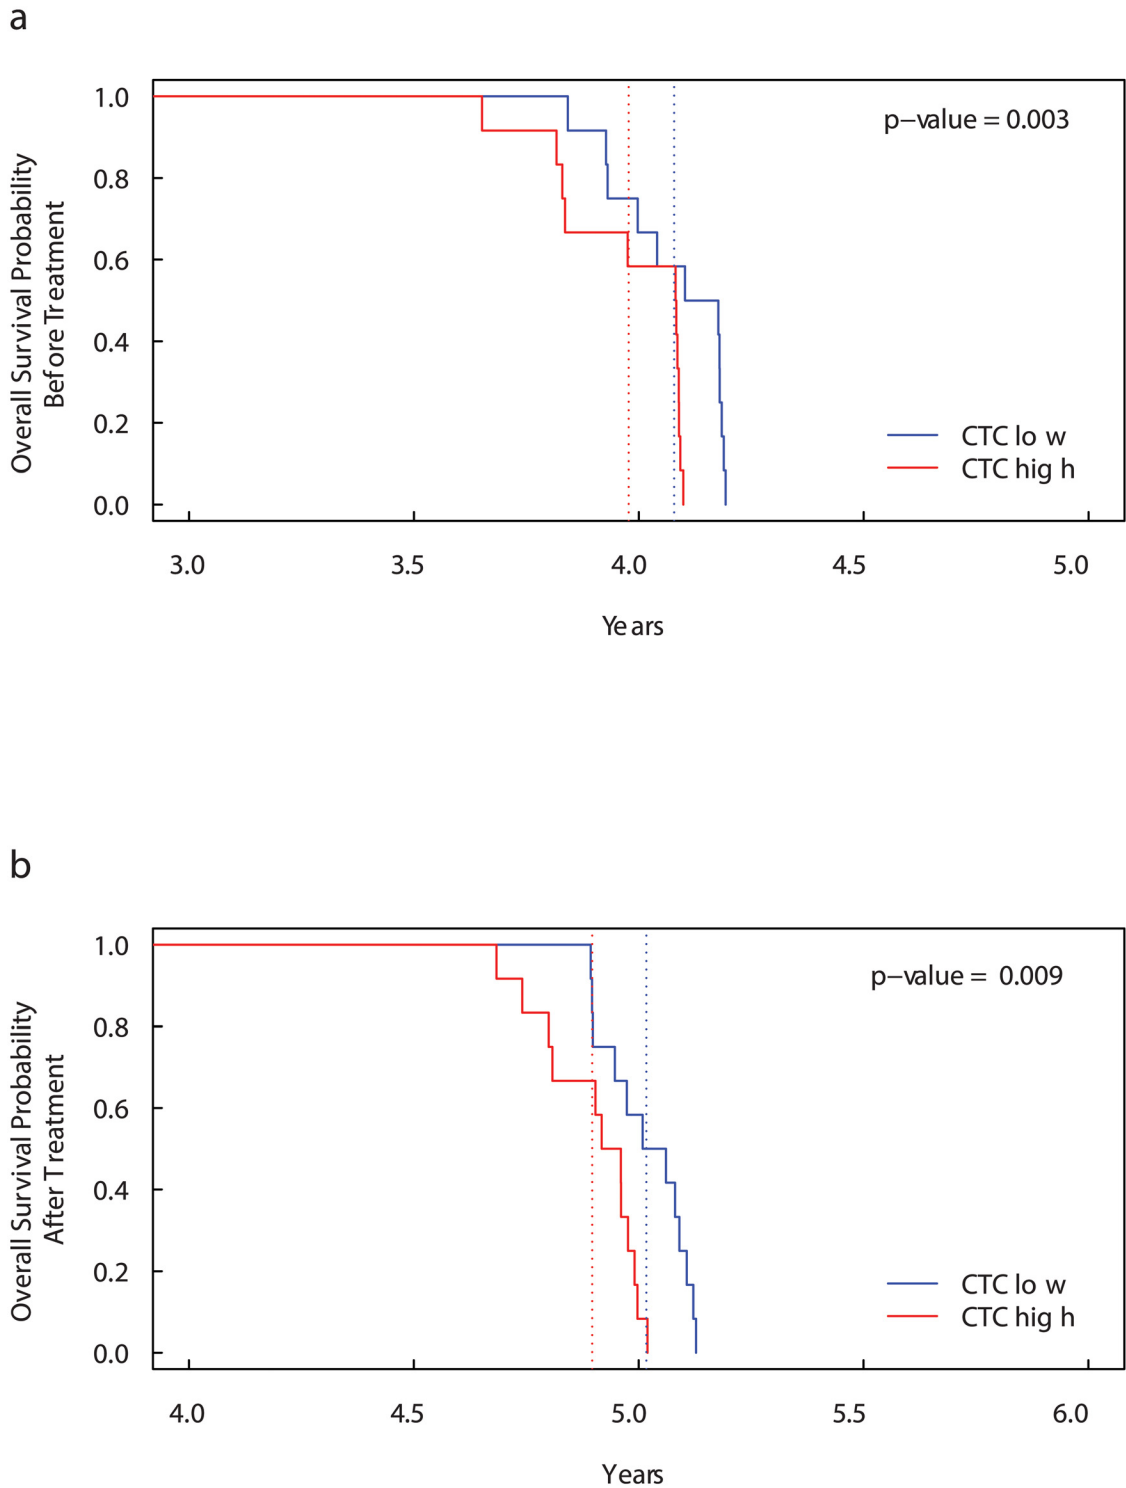 a
Overall Survival Probability
Before Treatment
1.0
0.8
0.6
0.4
0.2
0.0
p−value = 0.003
CTC lo w
CTC hig h
3.0 3.5 4.0 4.5 5.0
Ye ars
b
Overall Survival Probability
After Treatment
1.0
0.8
0.6
0.4
0.2
0.0
p−value = 0.009
CTC lo w
CTC hig h
4.0 4.5 5.0 5.5 6.0
Years